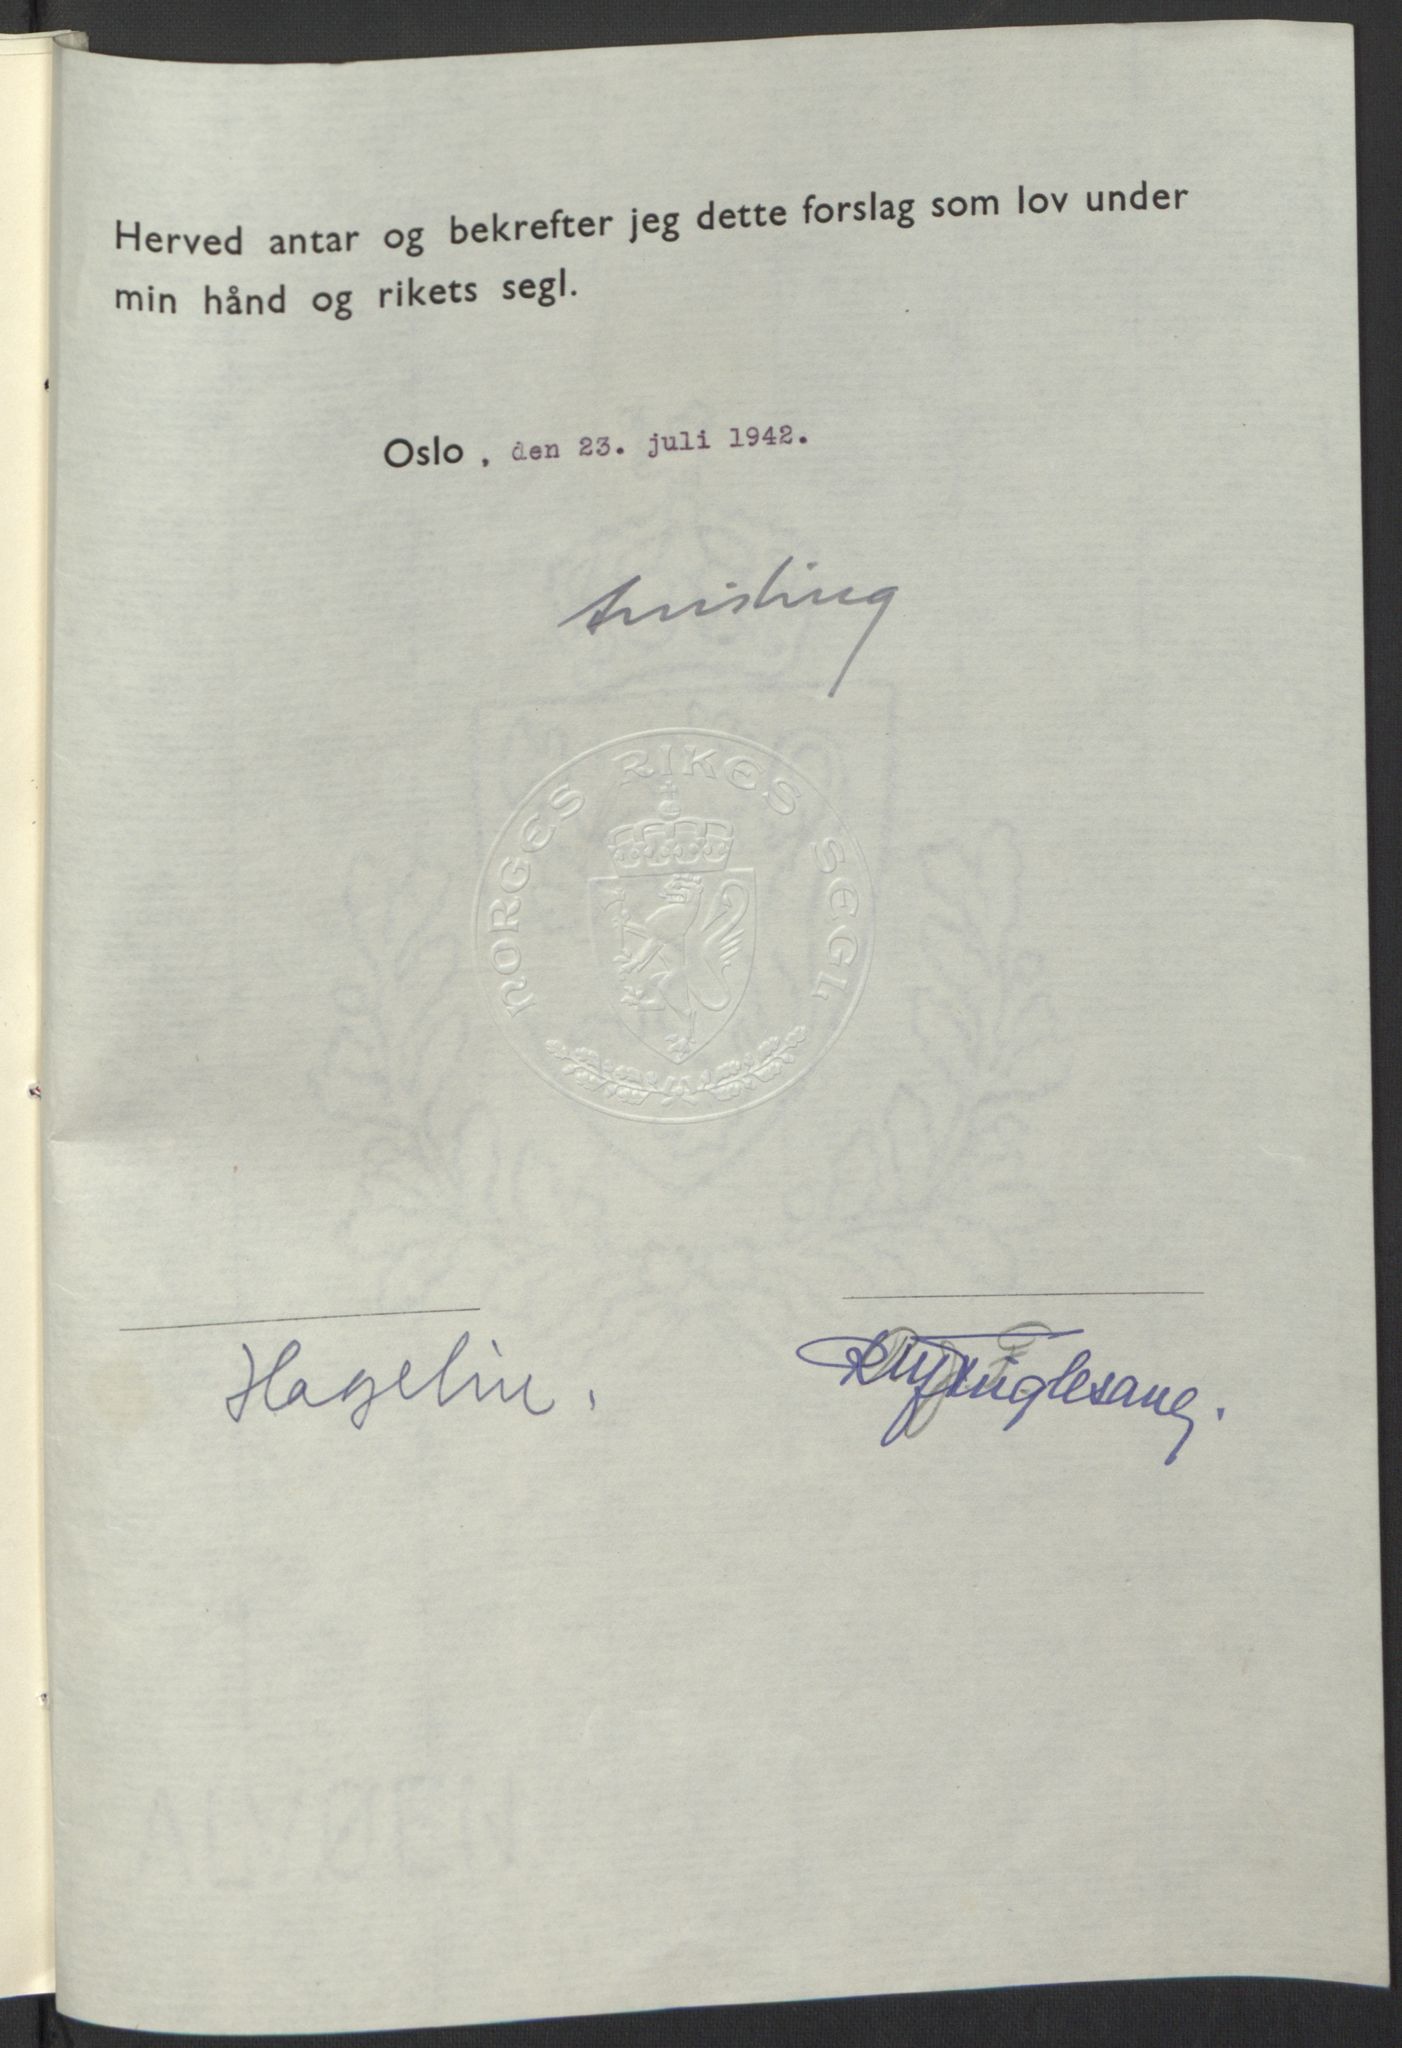 Herved antar og bekrefter jeg dette forslag som lov under
min hånd og rikets segl.
Oslo, den 23. juli 1942.
Quisling
NORGES RIKES SEGL
Hagelin.
R J Fuglesang.